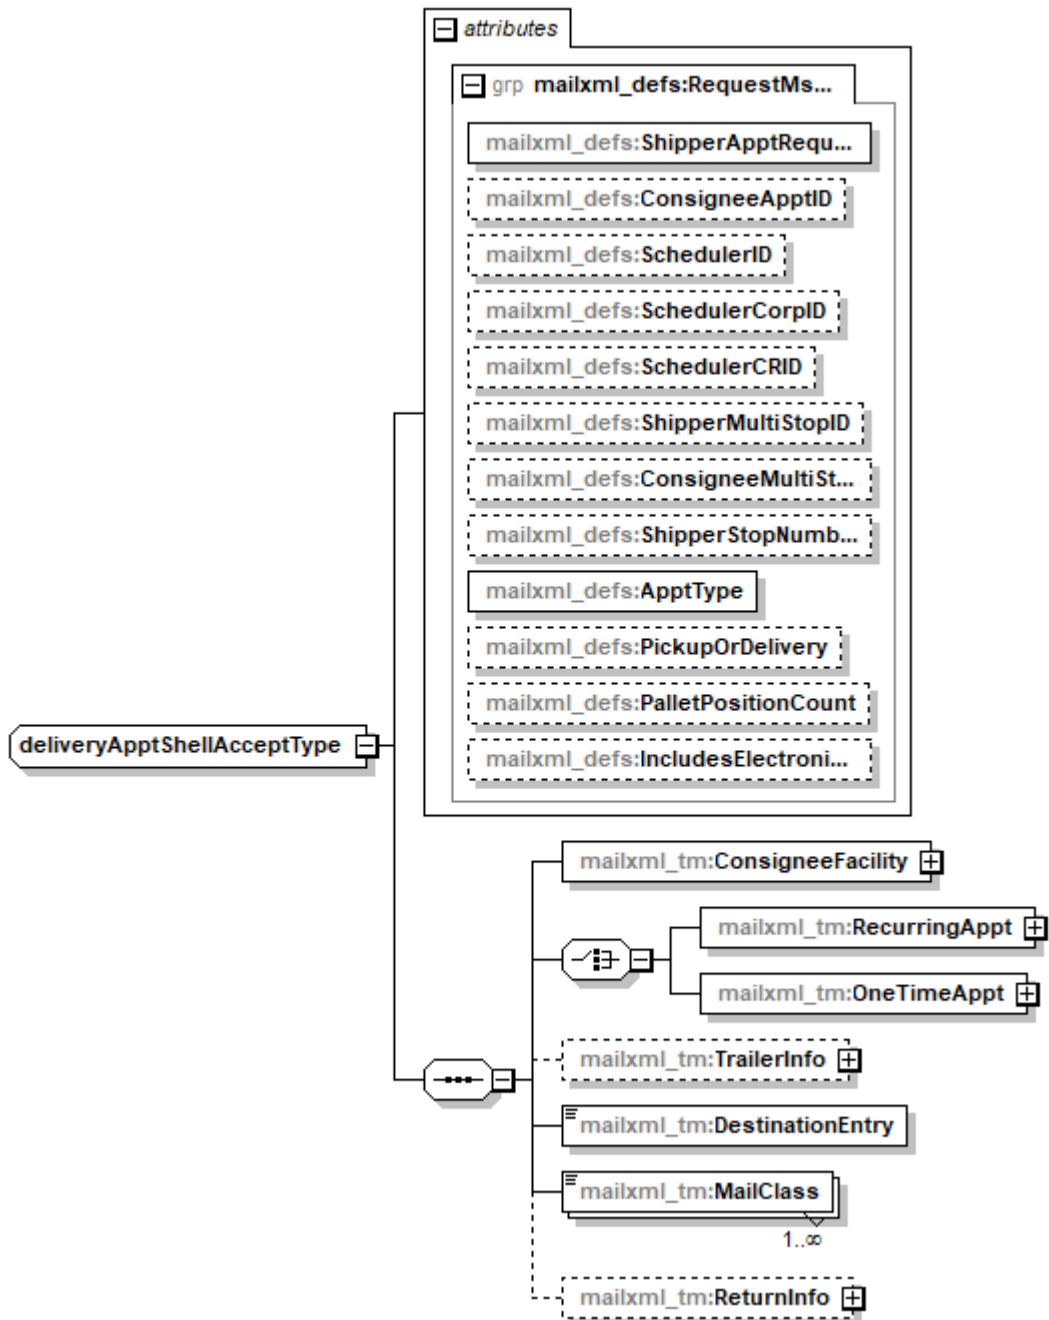 attributes
grp mailxml_defs:RequestMs...
mailxml_defs:ShipperApptRequ...
mailxml_defs:ConsigneeApptID
mailxml_defs:SchedulerID
mailxml_defs:SchedulerCorpID
mailxml_defs:SchedulerCRID
mailxml_defs:ShipperMultiStopID
mailxml_defs:ConsigneeMultiSt...
mailxml_defs:ShipperStopNumb...
mailxml_defs:ApptType
mailxml_defs:PickupOrDelivery
mailxml_defs:PalletPositionCount
deliveryApptShellAcceptType
mailxml_defs:IncludesElectroni...
mailxml_tm:ConsigneeFacility
mailxml_tm:RecurringAppt
mailxml_tm:OneTimeAppt
mailxml_tm:TrailerInfo
mailxml_tm:DestinationEntry
mailxml_tm:MailClass
1..∞
mailxml_tm:ReturnInfo